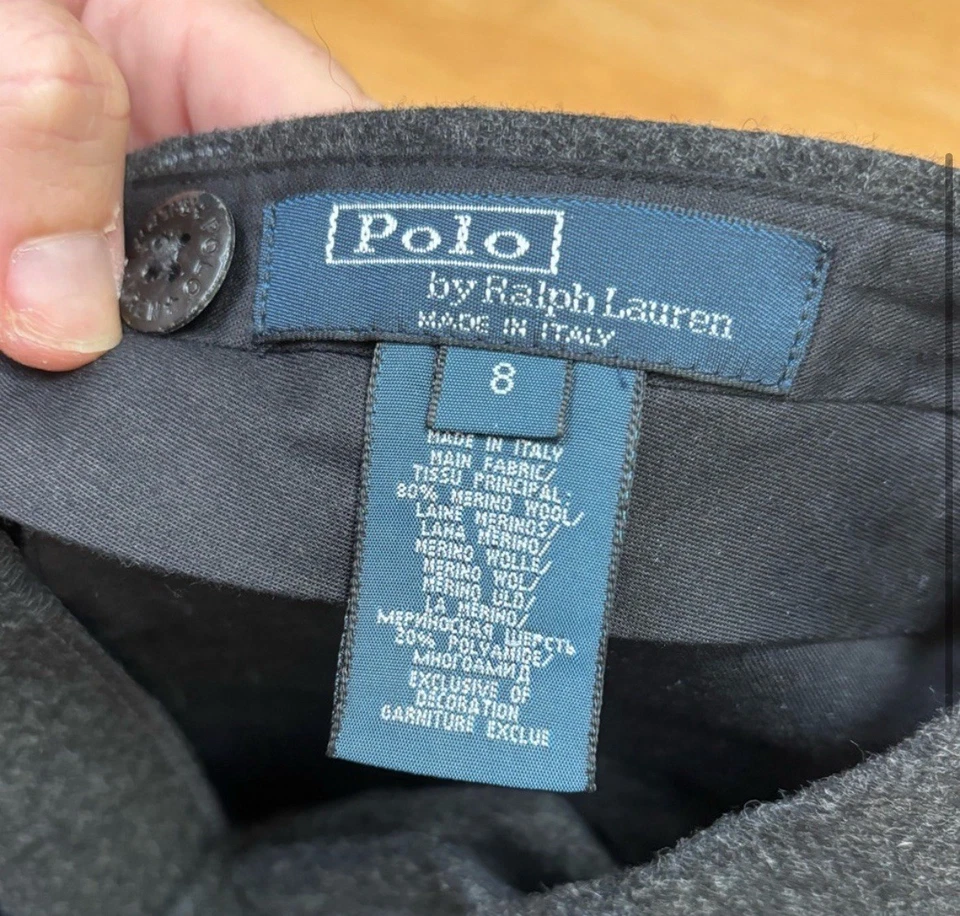 Polo
by Ralph Lauren
MADE IN ITALY
8
MADE IN ITALY
MAIN FABRIC/
TISSU PRINCIPAL:
80% MERINO WOOL/
LAINE MERINOS/
LANA MERINO/
MERINO WOLLE/
MERINO WOL/
MERINO ULD/
LÃ MERINO/
МЕРИНОСНАЯ ШЕРСТЬ
20% POLYAMIDE/
МНОГОАМИД
EXCLUSIVE OF
DECORATION
GARNITURE EXCLUE